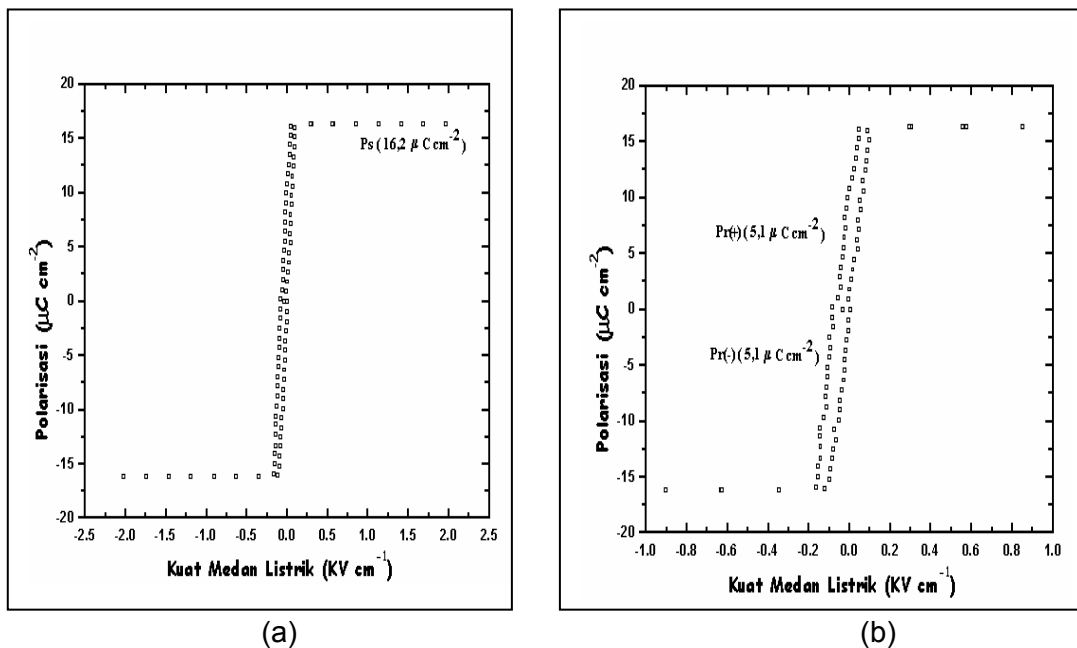 20
15
10
5
0
-5
-10
-15
-20
Polarisasi (µC cm⁻²)
Ps (16,2 µ C cm⁻²)
-2.5 -2.0 -1.5 -1.0 -0.5 0.0 0.5 1.0 1.5 2.0 2.5
Kuat Medan Listrik (KV cm⁻¹)
(a)
20
15
10
5
0
-5
-10
-15
-20
Polarisasi (µC cm⁻²)
Pr(+) (5,1 µ C cm⁻²)
Pr(-) (5,1 µ C cm⁻²)
-1.0 -0.8 -0.6 -0.4 -0.2 0.0 0.2 0.4 0.6 0.8 1.0
Kuat Medan Listrik (KV cm⁻¹)
(b)